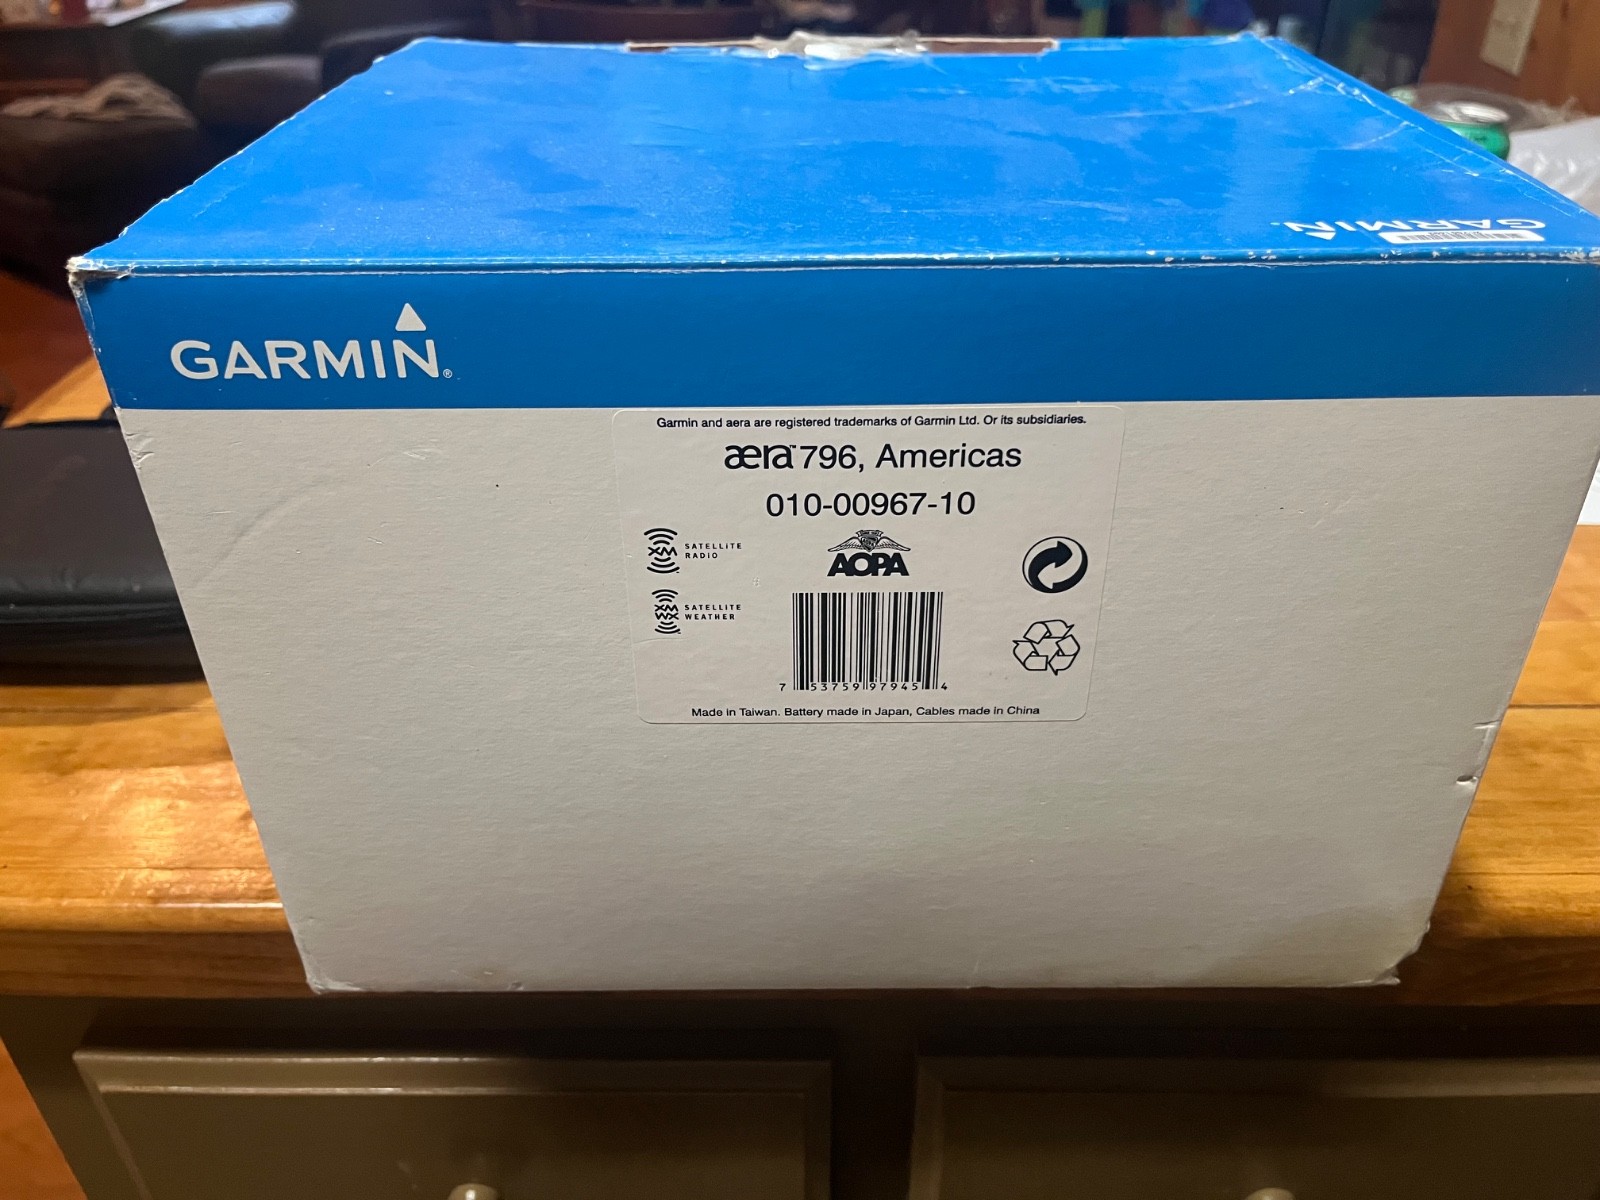 GARMIN
GARMIN®
Garmin and aera are registered trademarks of Garmin Ltd. Or its subsidiaries.
æra™ 796, Americas
010-00967-10
XM SATELLITE RADIO
AOPA
XM WX SATELLITE WEATHER
7 53759 97945 4
Made in Taiwan. Battery made in Japan, Cables made in China